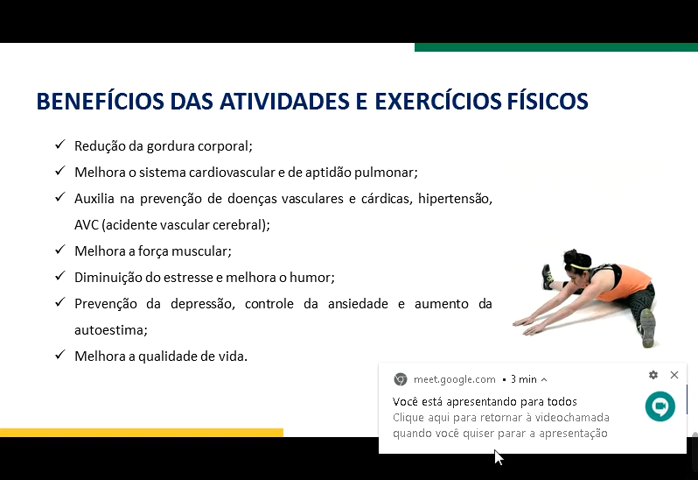 BENEFÍCIOS DAS ATIVIDADES E EXERCÍCIOS FÍSICOS
✓ Redução da gordura corporal;
✓ Melhora o sistema cardiovascular e de aptidão pulmonar;
✓ Auxilia na prevenção de doenças vasculares e cárdicas, hipertensão,
AVC (acidente vascular cerebral);
✓ Melhora a força muscular;
✓ Diminuição do estresse e melhora o humor;
✓ Prevenção da depressão, controle da ansiedade e aumento da
autoestima;
✓ Melhora a qualidade de vida.
meet.google.com • 3 min
Você está apresentando para todos
Clique aqui para retornar à videochamada
quando você quiser parar a apresentação